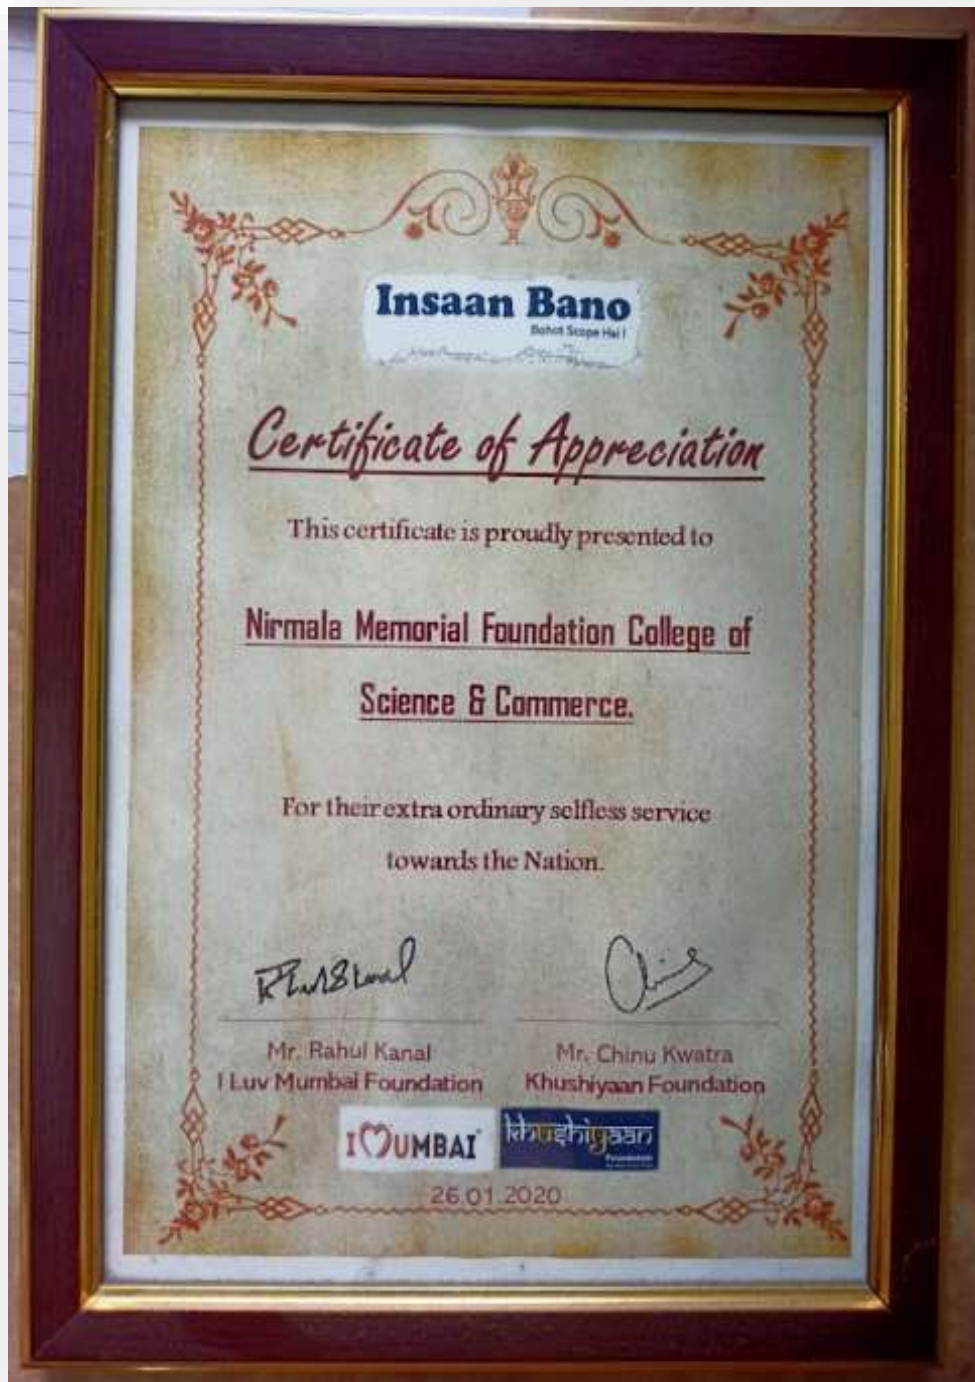 Insaan Bano
Bohot Scope Hai !
Certificate of Appreciation
This certificate is proudly presented to
Nirmala Memorial Foundation College of
Science & Commerce.
For their extra ordinary selfless service
towards the Nation.
Mr. Rahul Kanal
Mr. Chinu Kwatra
I Luv Mumbai Foundation
Khushiyaan Foundation
I MUMBAI
khushiyaan
Foundation
26.01.2020